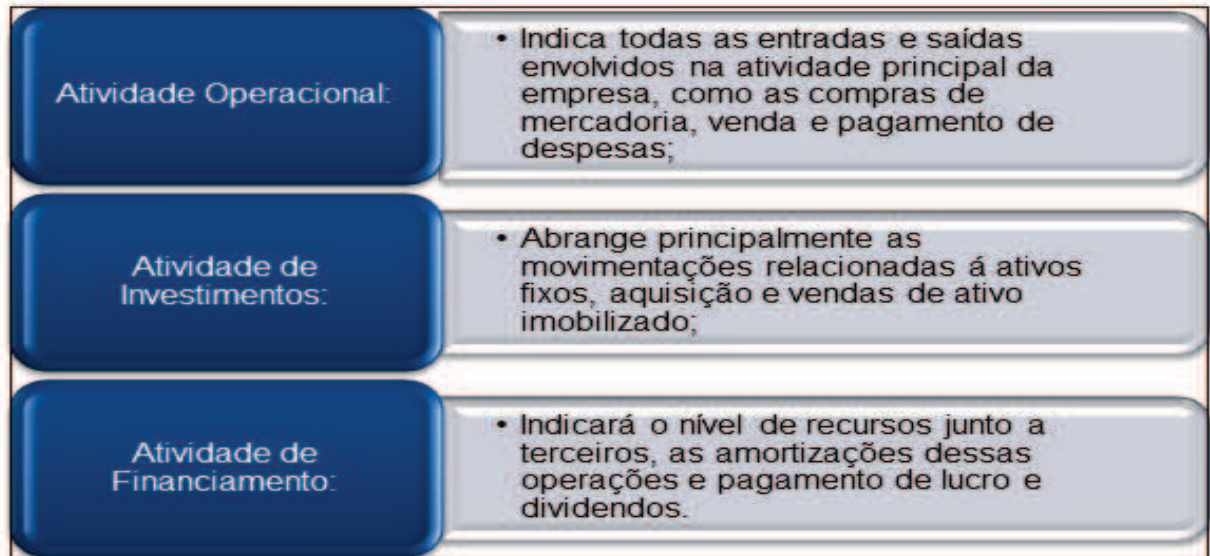 Atividade Operacional:
• Indica todas as entradas e saídas
envolvidos na atividade principal da
empresa, como as compras de
mercadoria, venda e pagamento de
despesas;
Atividade de
Investimentos:
• Abrange principalmente as
movimentações relacionadas á ativos
fixos, aquisição e vendas de ativo
imobilizado;
Atividade de
Financiamento:
• Indicará o nível de recursos junto a
terceiros, as amortizações dessas
operações e pagamento de lucro e
dividendos.